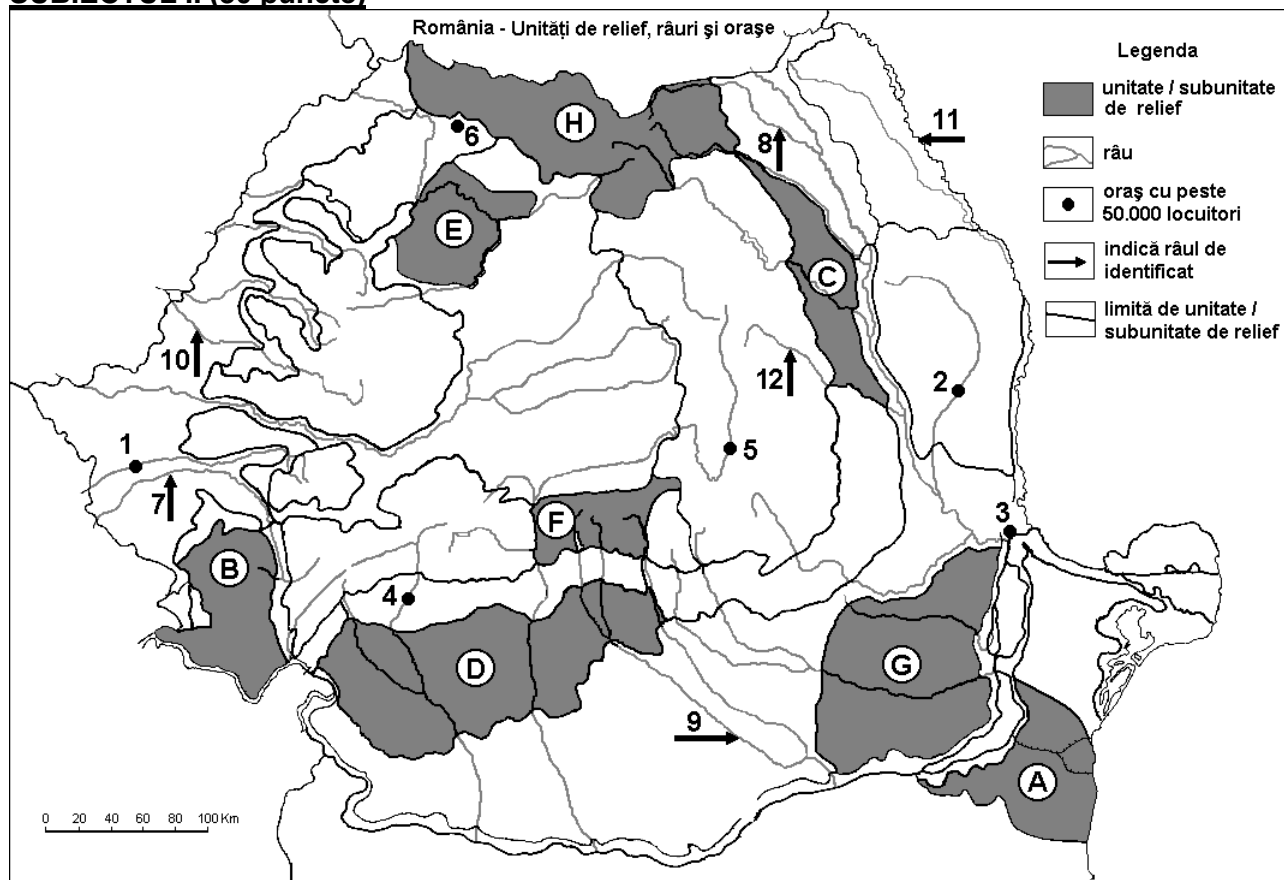 SUBIECTUL puncte)
România - Unități de relief, râuri și orașe
Legenda
unitate / subunitate
de relief
râu
oraș cu peste
50.000 locuitori
indică râul de
identificat
limită de unitate /
subunitate de relief
H
6
8
11
E
C
10
12
2
1
7
5
F
3
B
4
D
G
9
A
0 20 40 60 80 100 Km